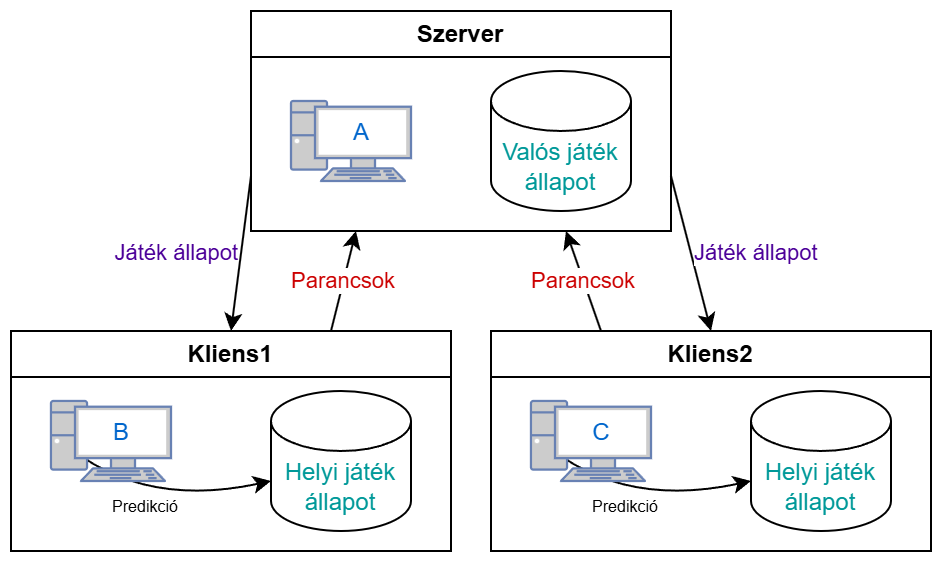 Szerver
A
Valós játék
állapot
Játék állapot
Játék állapot
Parancsok
Parancsok
Kliens1
Kliens2
B
Helyi játék
állapot
Predikció
C
Helyi játék
állapot
Predikció